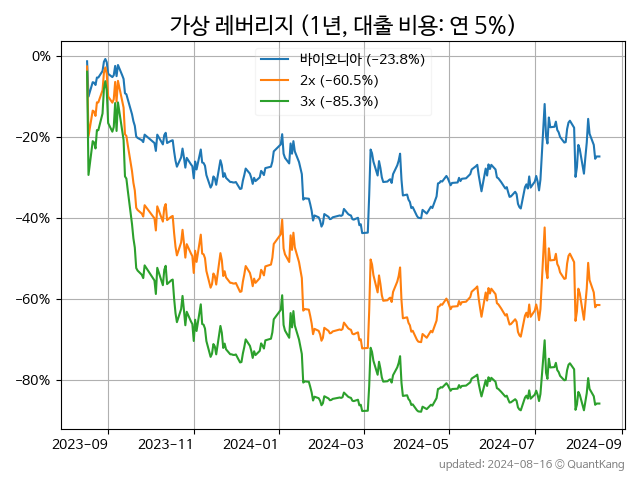 가상 레버리지 (1년, 대출 비용: 연 5%)
바이오니아 (−23.8%)
2x (−60.5%)
3x (−85.3%)
0%
−20%
−40%
−60%
−80%
2023-09 2023-11 2024-01 2024-03 2024-05 2024-07 2024-09
updated: 2024-08-16 © QuantKang